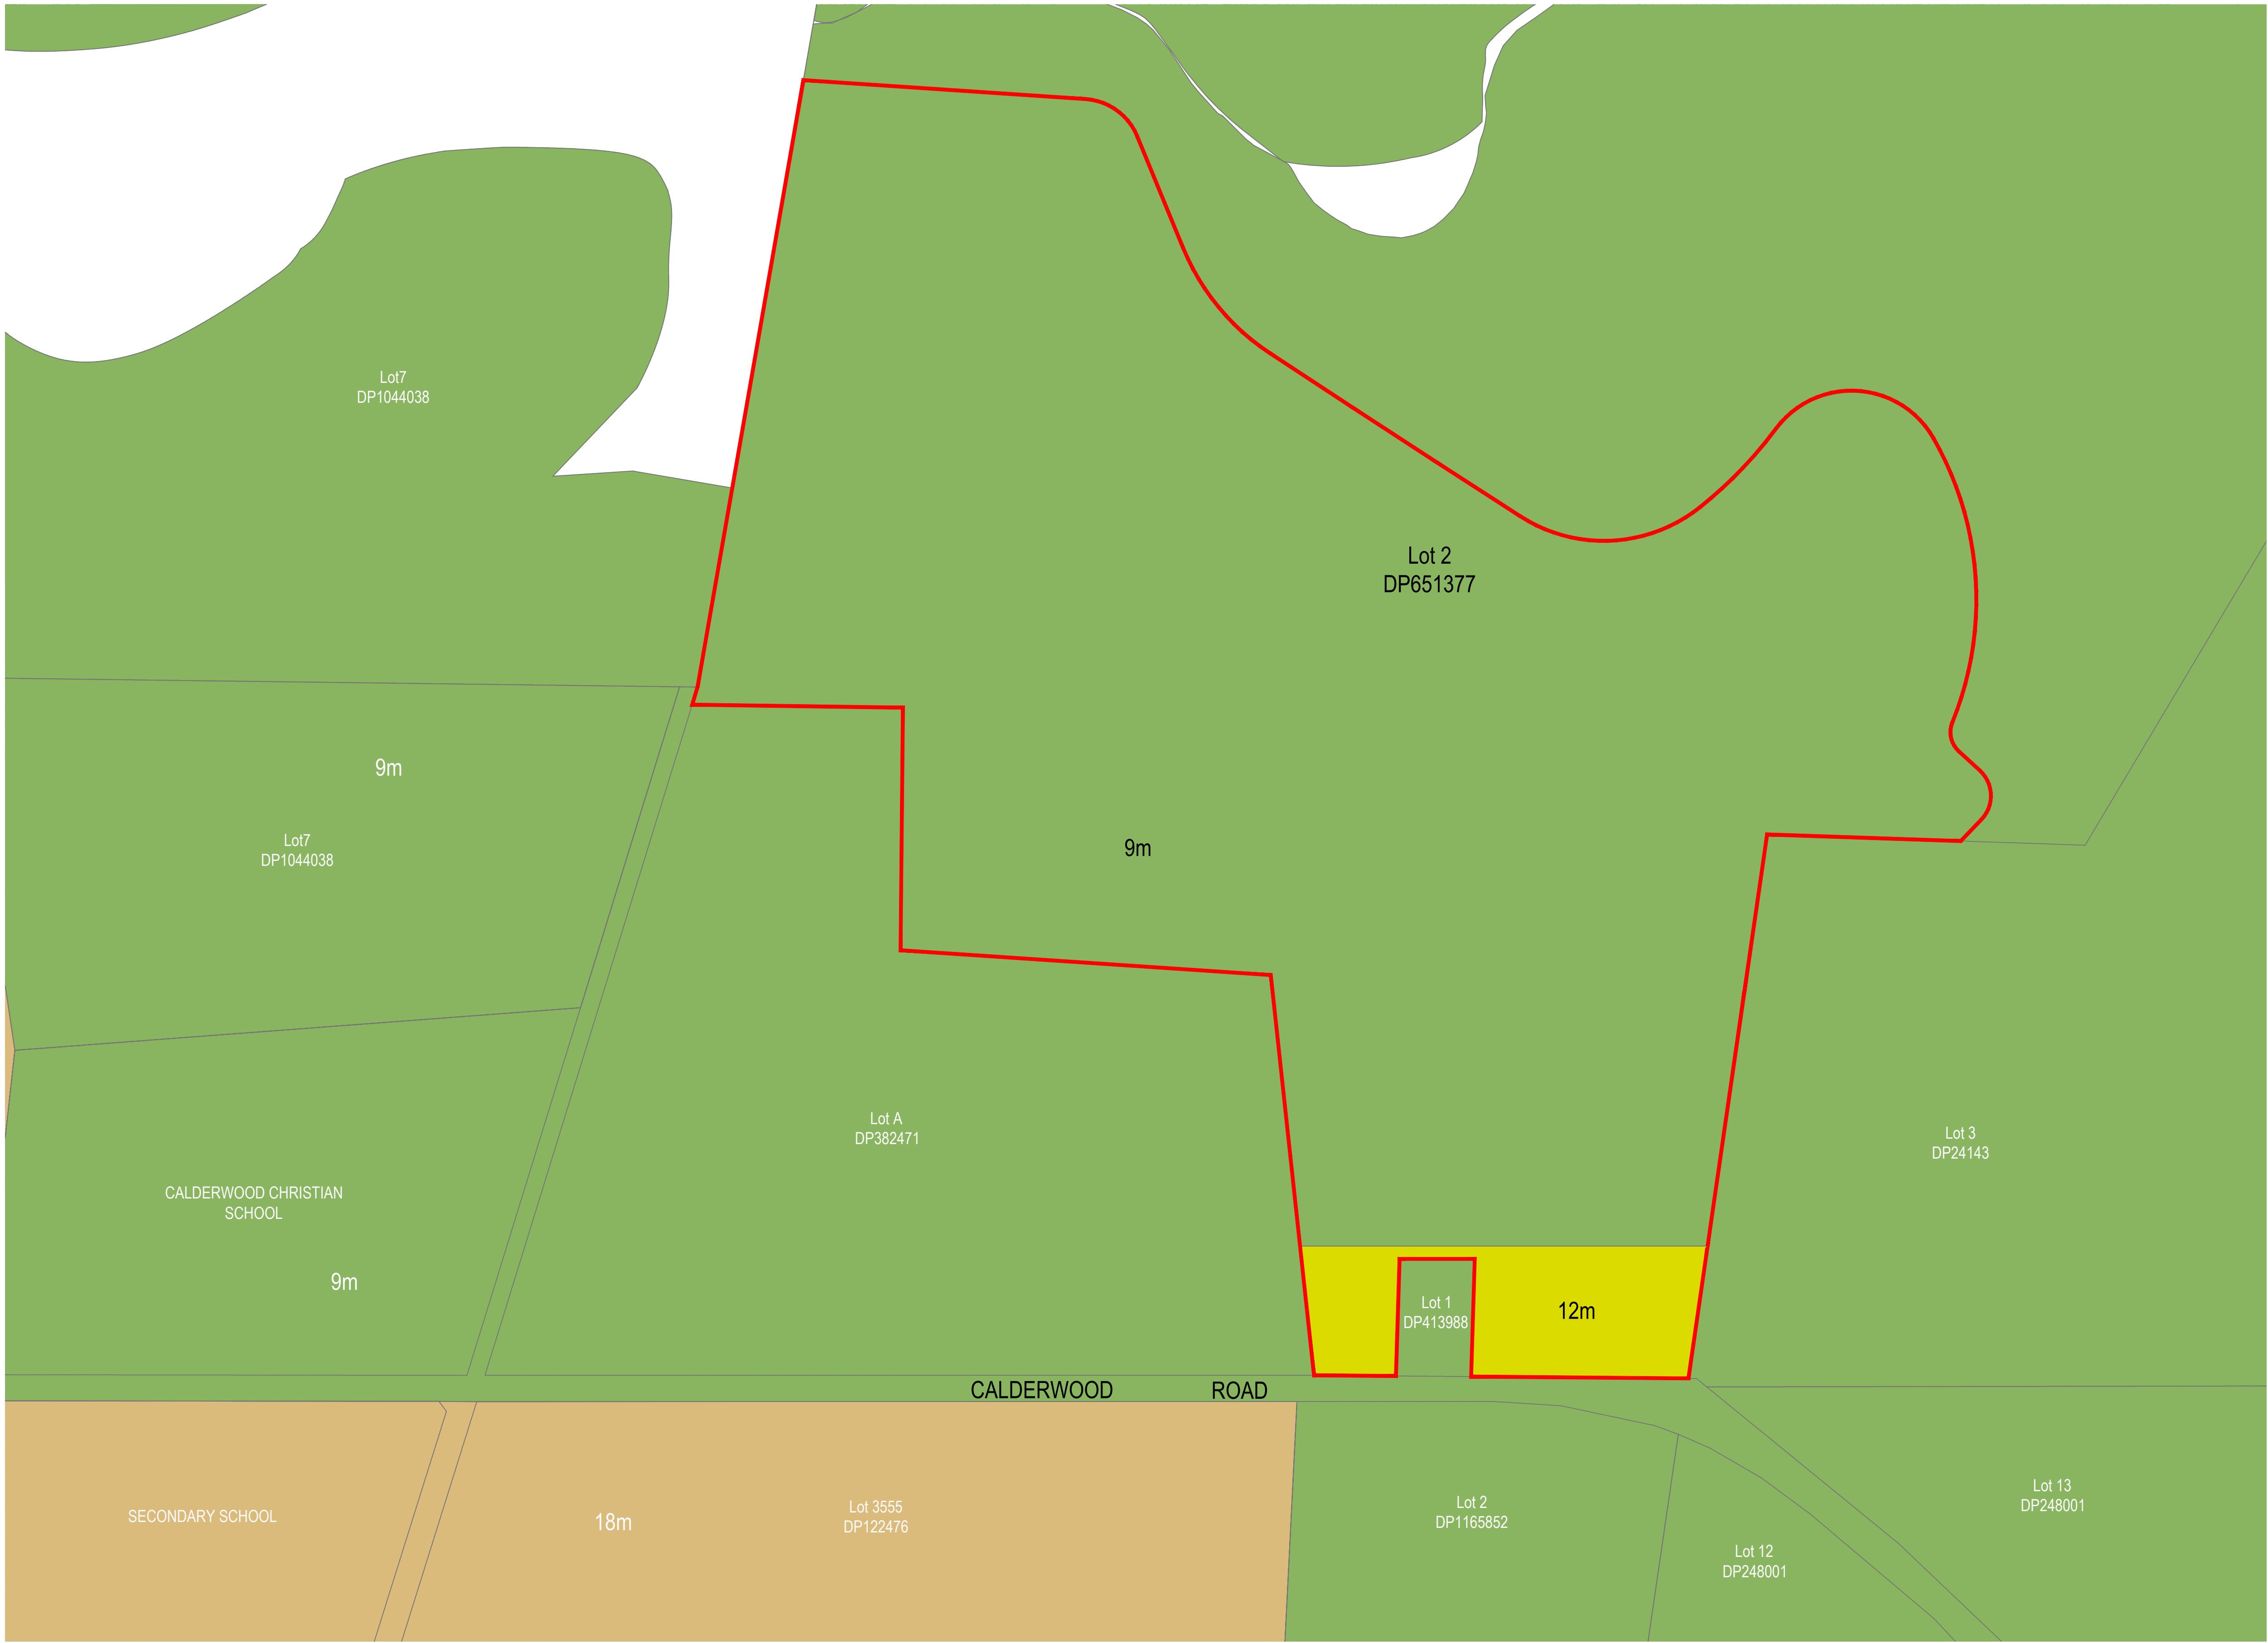 Lot7
DP1044038
Lot 2
DP651377
9m
Lot7
DP1044038
9m
Lot A
DP382471
Lot 3
DP24143
CALDERWOOD CHRISTIAN
SCHOOL
9m
Lot 1
DP413988
12m
CALDERWOOD ROAD
SECONDARY SCHOOL
18m
Lot 3555
DP122476
Lot 2
DP1165852
Lot 13
DP248001
Lot 12
DP248001